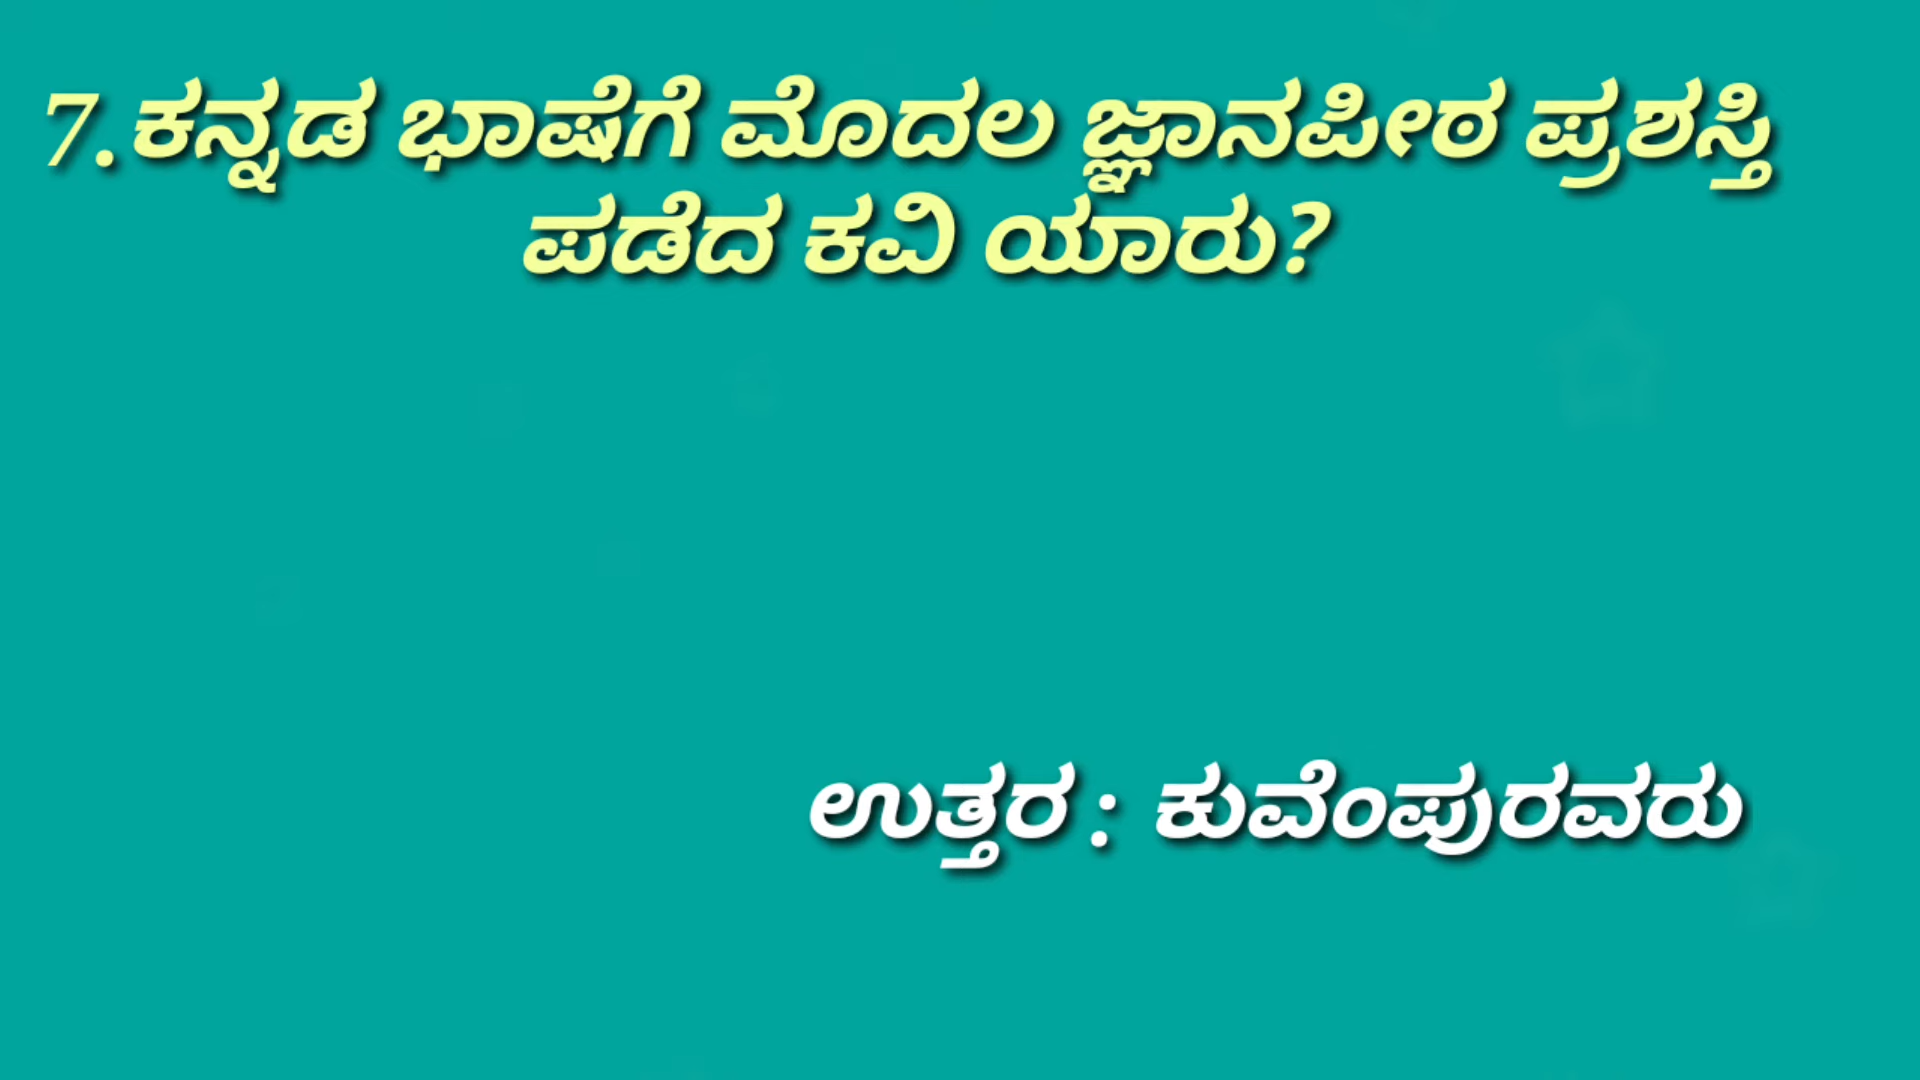 7. ಕನ್ನಡ ಭಾಷೆಗೆ ಮೊದಲ ಜ್ಞಾನಪೀಠ ಪ್ರಶಸ್ತಿ
ಪಡೆದ ಕವಿ ಯಾರು?
ಉತ್ತರ : ಕುವೆಂಪುರವರು